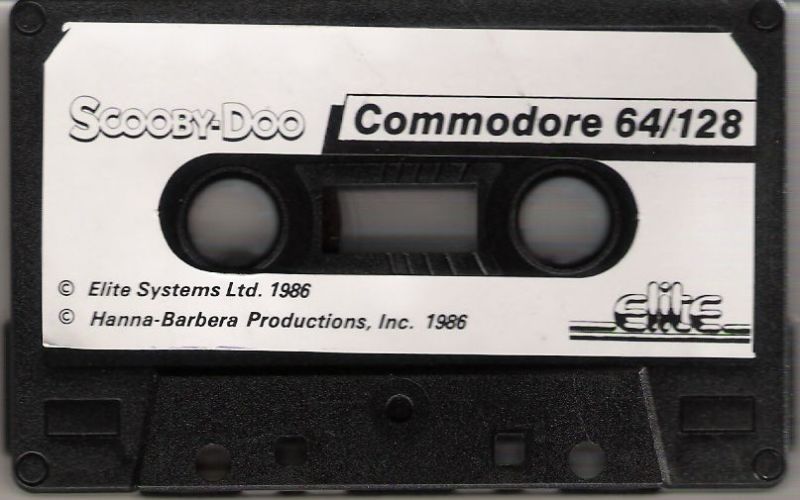 SCOOBY-DOO
Commodore 64/128
© Elite Systems Ltd. 1986
© Hanna-Barbera Productions, Inc. 1986
elite